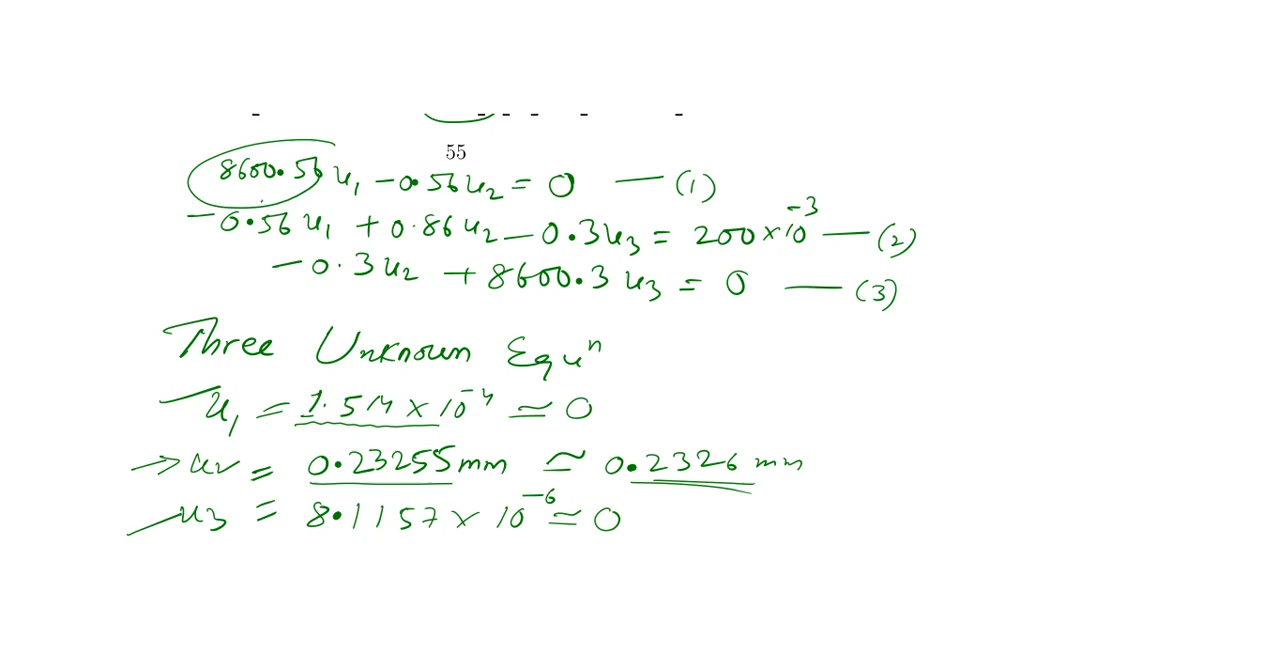 55
8600.56 u₁ - 0.56 u₂ = 0 — (1)
- 0.56 u₁ + 0.86 u₂ - 0.3 u₃ = 200 × 10⁻³ — (2)
- 0.3 u₂ + 8600.3 u₃ = 0 — (3)
Three Unknown Equⁿ
u₁ = 1.514 × 10⁻⁴ ≃ 0
→ u₂ = 0.23255 mm ≃ 0.2326 mm
u₃ = 8.1157 × 10⁻⁶ ≃ 0